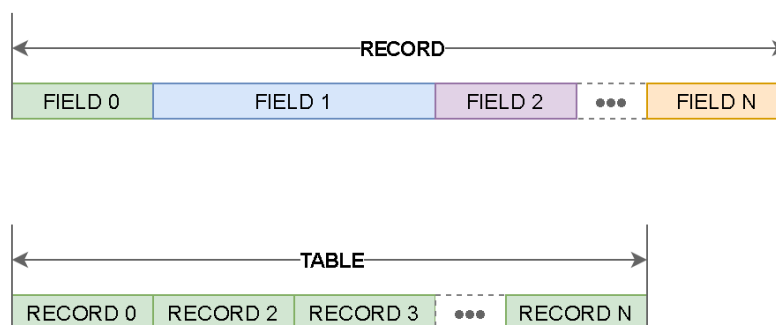 RECORD
FIELD 0 FIELD 1 FIELD 2 ●●● FIELD N
TABLE
RECORD 0 RECORD 2 RECORD 3 ●●● RECORD N